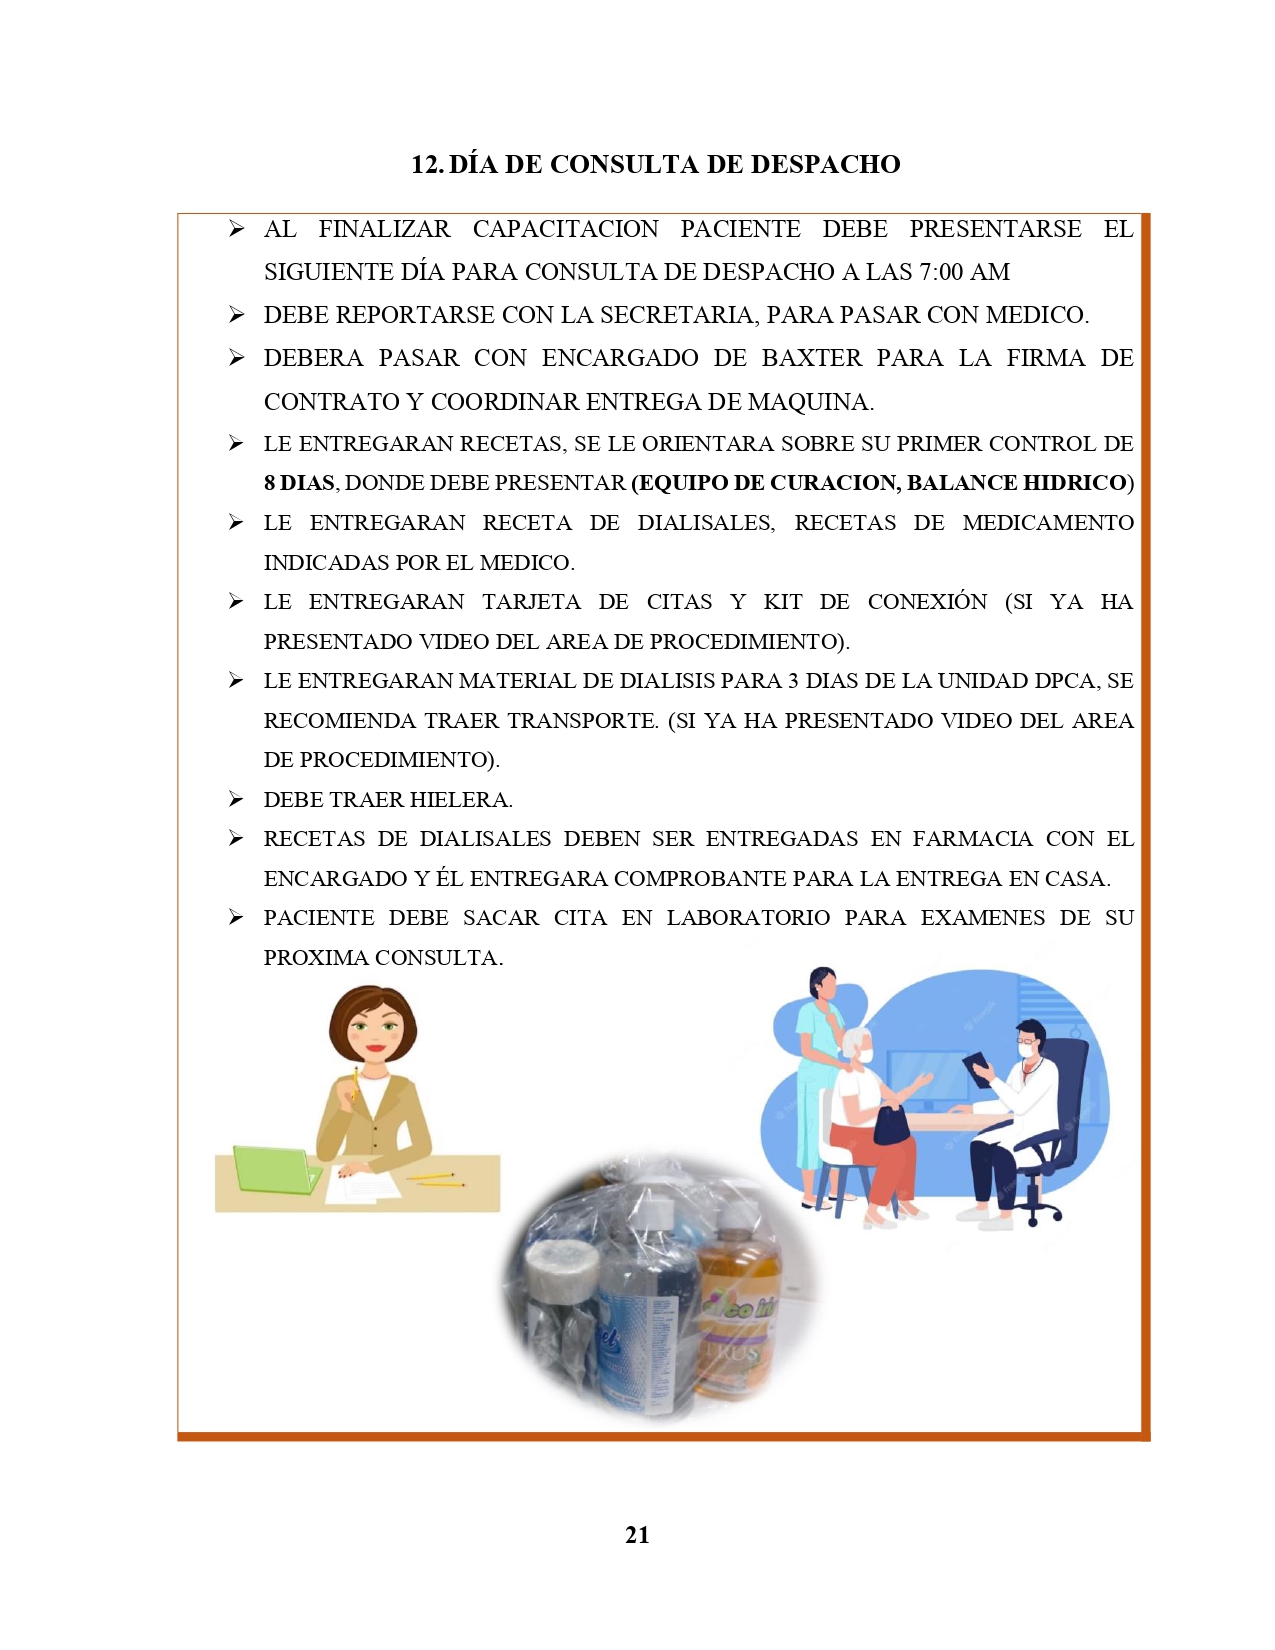 12. DÍA DE CONSULTA DE DESPACHO
➢ AL FINALIZAR CAPACITACION PACIENTE DEBE PRESENTARSE EL
SIGUIENTE DÍA PARA CONSULTA DE DESPACHO A LAS 7:00 AM
➢ DEBE REPORTARSE CON LA SECRETARIA, PARA PASAR CON MEDICO.
➢ DEBERA PASAR CON ENCARGADO DE BAXTER PARA LA FIRMA DE
CONTRATO Y COORDINAR ENTREGA DE MAQUINA.
➢ LE ENTREGARAN RECETAS, SE LE ORIENTARA SOBRE SU PRIMER CONTROL DE
8 DIAS, DONDE DEBE PRESENTAR (EQUIPO DE CURACION, BALANCE HIDRICO)
➢ LE ENTREGARAN RECETA DE DIALISALES, RECETAS DE MEDICAMENTO
INDICADAS POR EL MEDICO.
➢ LE ENTREGARAN TARJETA DE CITAS Y KIT DE CONEXIÓN (SI YA HA
PRESENTADO VIDEO DEL AREA DE PROCEDIMIENTO).
➢ LE ENTREGARAN MATERIAL DE DIALISIS PARA 3 DIAS DE LA UNIDAD DPCA, SE
RECOMIENDA TRAER TRANSPORTE. (SI YA HA PRESENTADO VIDEO DEL AREA
DE PROCEDIMIENTO).
➢ DEBE TRAER HIELERA.
➢ RECETAS DE DIALISALES DEBEN SER ENTREGADAS EN FARMACIA CON EL
ENCARGADO Y ÉL ENTREGARA COMPROBANTE PARA LA ENTREGA EN CASA.
➢ PACIENTE DEBE SACAR CITA EN LABORATORIO PARA EXAMENES DE SU
PROXIMA CONSULTA.
21